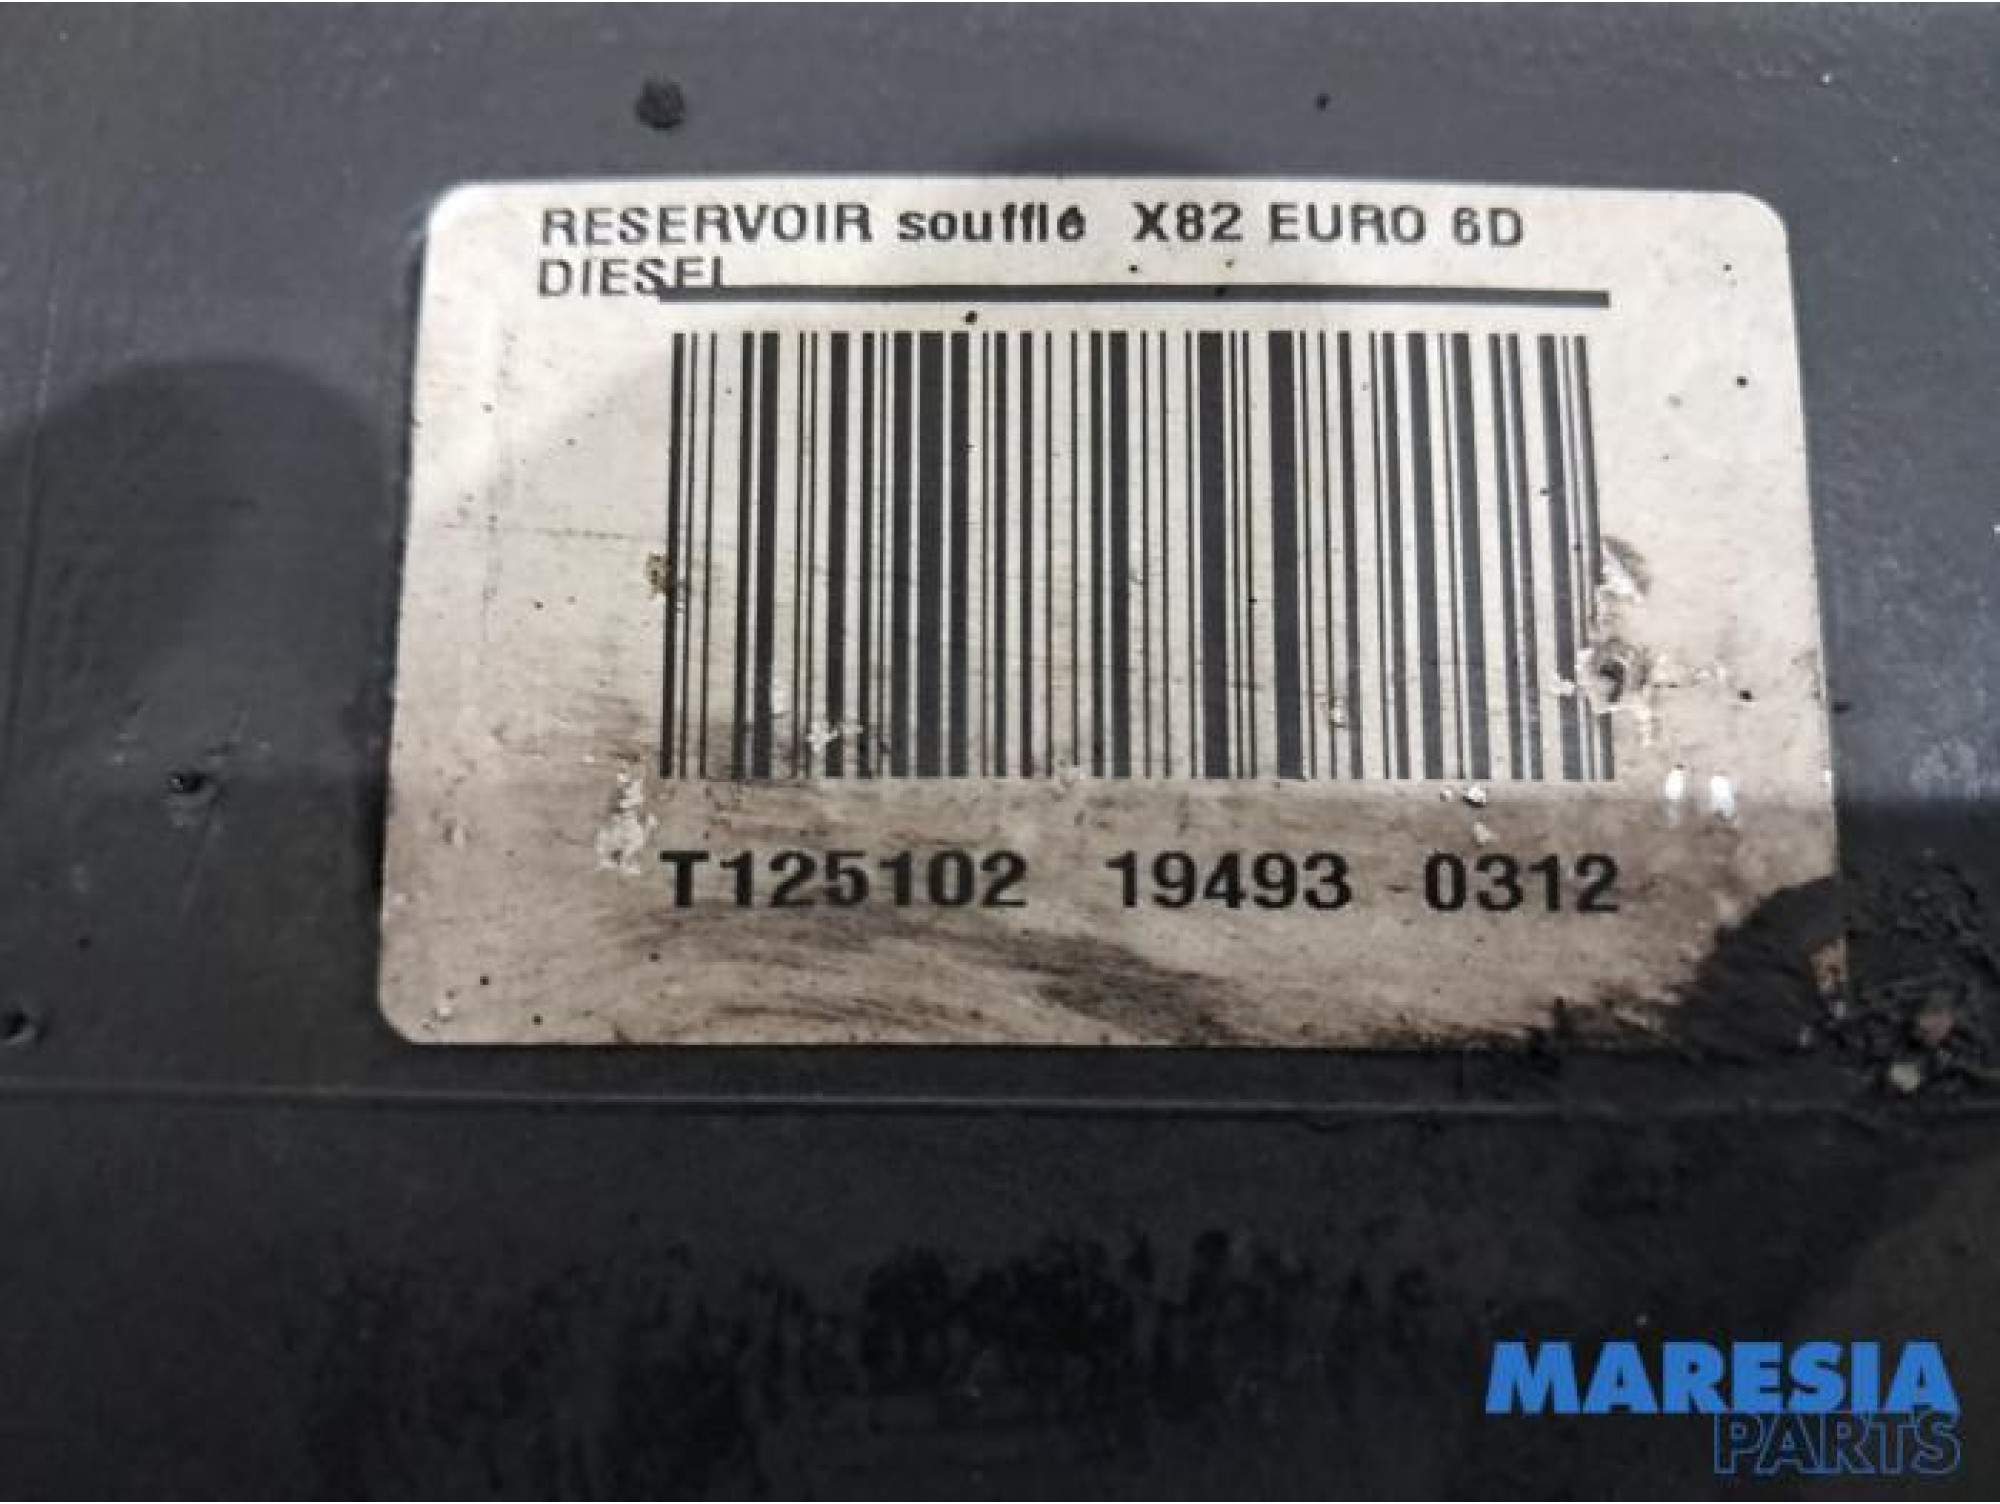 RESERVOIR soufflé X82 EURO 6D
DIESEL
T125102 19493 0312
MARESIA
PARTS